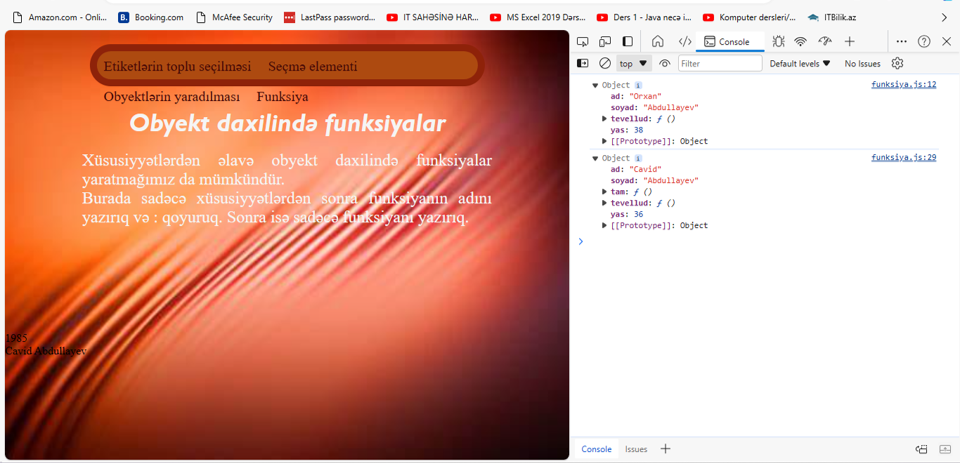 Amazon.com - Onli...
Booking.com
McAfee Security
LastPass password...
IT SAHƏSİNƏ HAR...
MS Excel 2019 Dərs...
Ders 1 - Java necə i...
Komputer dersleri/...
ITBilik.az
Etiketlərin toplu seçilməsi Seçmə elementi
Obyektlərin yaradılması Funksiya
Obyekt daxilində funksiyalar
Xüsusiyyətlərdən əlavə obyekt daxilində funksiyalar
yaratmağımız da mümkündür.
Burada sadəcə xüsusiyyətlərdən sonra funksiyanın adını
yazırıq və : qoyuruq. Sonra isə sadəcə funksiyanı yazırıq.
1985
Cavid Abdullayev
Console
top
Filter
Default levels
No Issues
Object i funksiya.js:12
ad: "Orxan"
soyad: "Abdullayev"
tevellud: ƒ ()
yas: 38
[[Prototype]]: Object
Object i funksiya.js:29
ad: "Cavid"
soyad: "Abdullayev"
tam: ƒ ()
tevellud: ƒ ()
yas: 36
[[Prototype]]: Object
Console Issues